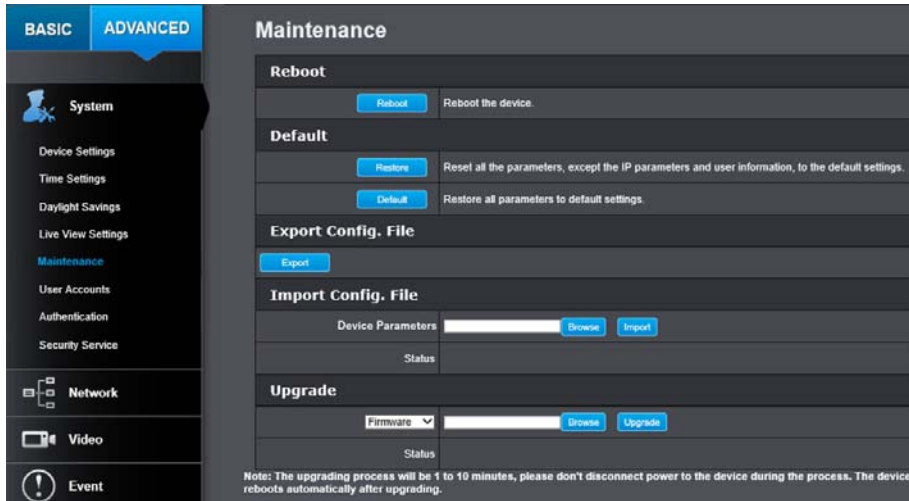 BASIC
ADVANCED
System
Device Settings
Time Settings
Daylight Savings
Live View Settings
Maintenance
User Accounts
Authentication
Security Service
Network
Video
Event
Maintenance
Reboot
Reboot Reboot the device.
Default
Restore Reset all the parameters, except the IP parameters and user information, to the default settings.
Default Restore all parameters to default settings.
Export Config. File
Export
Import Config. File
Device Parameters Browse Import
Status
Upgrade
Firmware Browse Upgrade
Status
Note: The upgrading process will be 1 to 10 minutes, please don't disconnect power to the device during the process. The device
reboots automatically after upgrading.